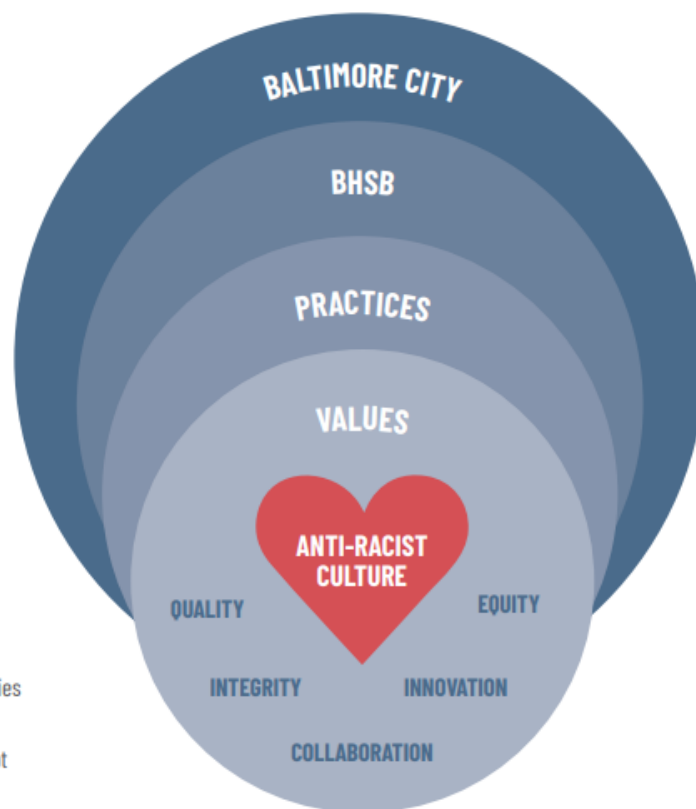 BALTIMORE CITY
BHSB
PRACTICES
VALUES
ANTI-RACIST
CULTURE
QUALITY
EQUITY
INTEGRITY
INNOVATION
COLLABORATION